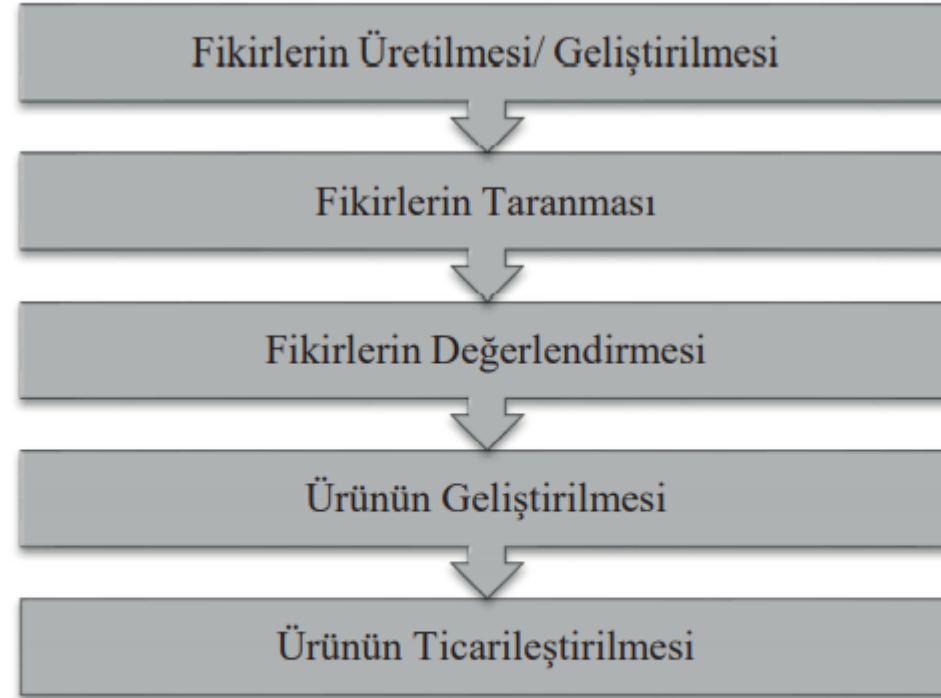 Fikirlerin Üretilmesi/ Geliştirilmesi
Fikirlerin Taranması
Fikirlerin Değerlendirmesi
Ürünün Geliştirilmesi
Ürünün Ticarileştirilmesi